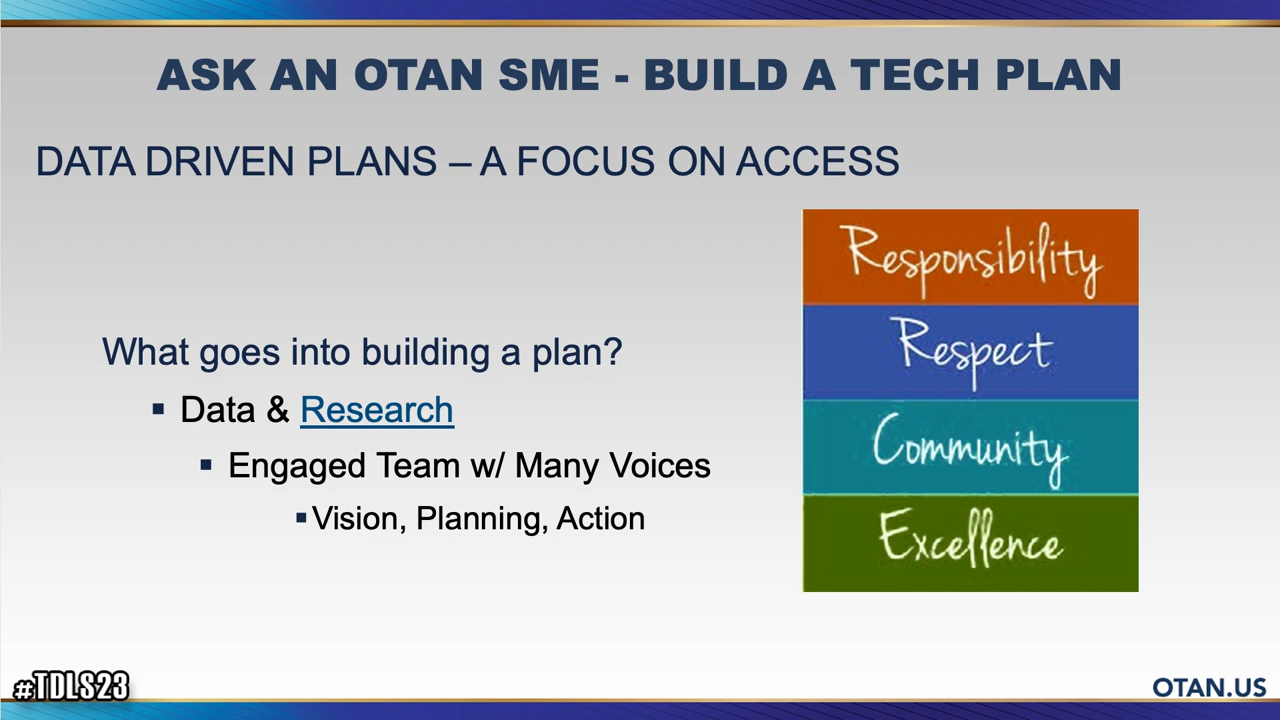 ASK AN OTAN SME - BUILD A TECH PLAN
DATA DRIVEN PLANS – A FOCUS ON ACCESS
What goes into building a plan?
▪ Data & Research
▪ Engaged Team w/ Many Voices
▪ Vision, Planning, Action
Responsibility
Respect
Community
Excellence
#TDLS23
OTAN.US